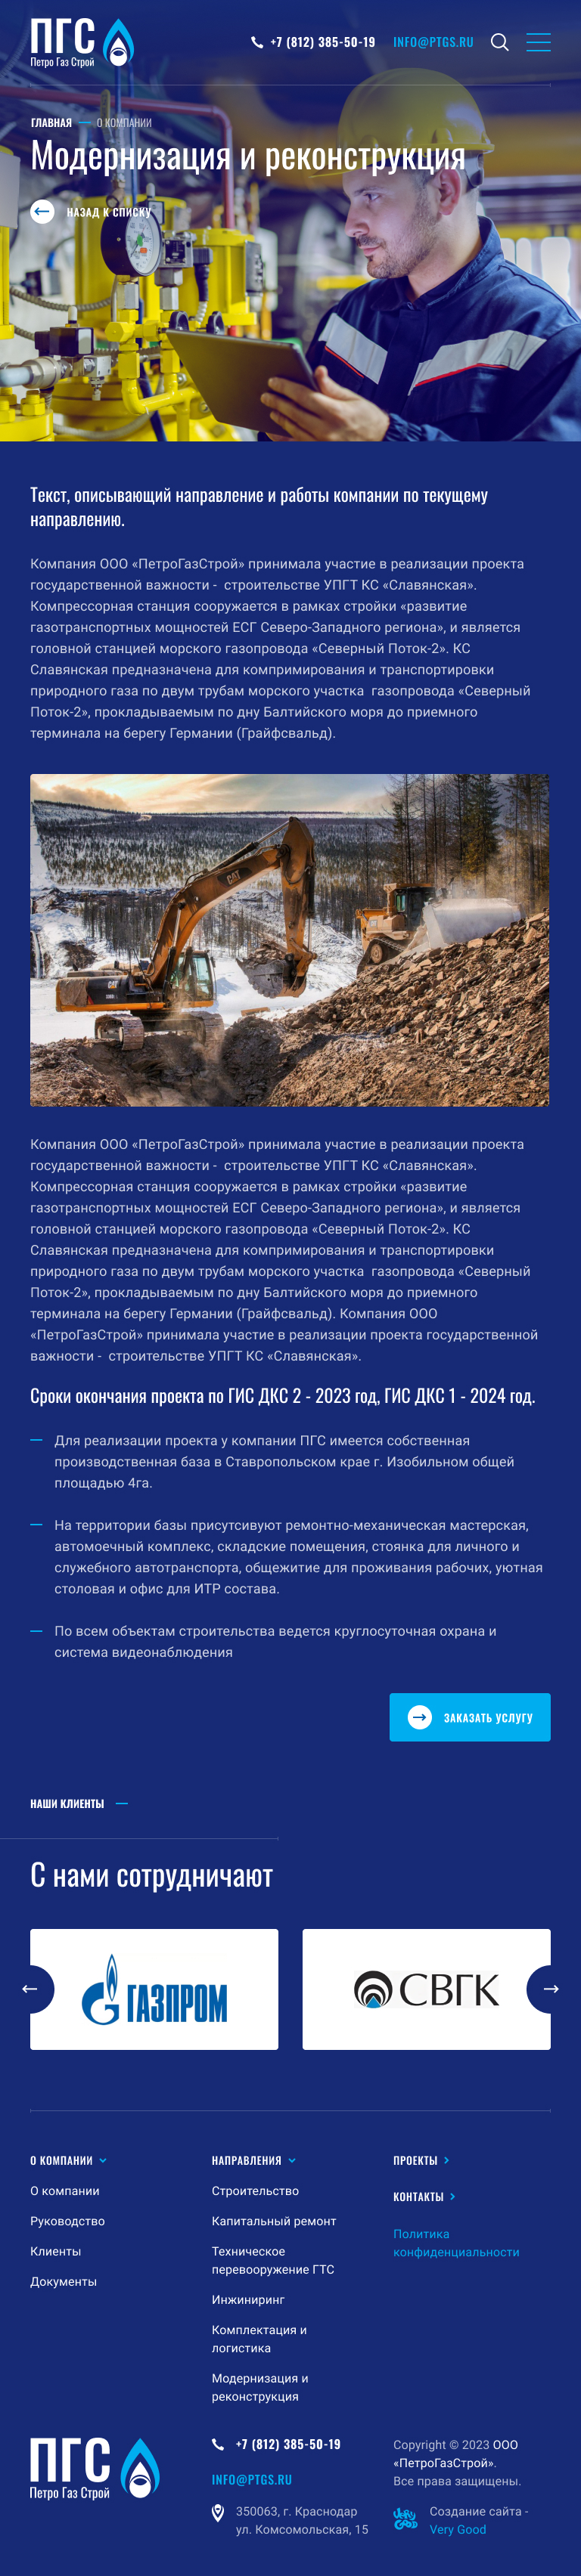 ПГС
Петро Газ Строй
+7 (812) 385-50-19
INFO@PTGS.RU
ГЛАВНАЯ — О КОМПАНИИ
Модернизация и реконструкция
НАЗАД К СПИСКУ
Текст, описывающий направление и работы компании по текущему
направлению.
Компания ООО «ПетроГазСтрой» принимала участие в реализации проекта
государственной важности -  строительстве УПГТ КС «Славянская».
Компрессорная станция сооружается в рамках стройки «развитие
газотранспортных мощностей ЕСГ Северо-Западного региона», и является
головной станцией морского газопровода «Северный Поток-2». КС
Славянская предназначена для компримирования и транспортировки
природного газа по двум трубам морского участка  газопровода «Северный
Поток-2», прокладываемым по дну Балтийского моря до приемного
терминала на берегу Германии (Грайфсвальд).
CAT
Компания ООО «ПетроГазСтрой» принимала участие в реализации проекта
государственной важности -  строительстве УПГТ КС «Славянская».
Компрессорная станция сооружается в рамках стройки «развитие
газотранспортных мощностей ЕСГ Северо-Западного региона», и является
головной станцией морского газопровода «Северный Поток-2». КС
Славянская предназначена для компримирования и транспортировки
природного газа по двум трубам морского участка  газопровода «Северный
Поток-2», прокладываемым по дну Балтийского моря до приемного
терминала на берегу Германии (Грайфсвальд). Компания ООО
«ПетроГазСтрой» принимала участие в реализации проекта государственной
важности -  строительстве УПГТ КС «Славянская».
Сроки окончания проекта по ГИС ДКС 2 - 2023 год, ГИС ДКС 1 - 2024 год.
— Для реализации проекта у компании ПГС имеется собственная
производственная база в Ставропольском крае г. Изобильном общей
площадью 4га.
— На территории базы присутсивуют ремонтно-механическая мастерская,
автомоечный комплекс, складские помещения, стоянка для личного и
служебного автотранспорта, общежитие для проживания рабочих, уютная
столовая и офис для ИТР состава.
— По всем объектам строительства ведется круглосуточная охрана и
система видеонаблюдения
ЗАКАЗАТЬ УСЛУГУ
НАШИ КЛИЕНТЫ —
С нами сотрудничают
ГАЗПРОМ
СВГК
О КОМПАНИИ
О компании
Руководство
Клиенты
Документы
НАПРАВЛЕНИЯ
Строительство
Капитальный ремонт
Техническое
перевооружение ГТС
Инжиниринг
Комплектация и
логистика
Модернизация и
реконструкция
ПРОЕКТЫ
КОНТАКТЫ
Политика
конфиденциальности
ПГС
Петро Газ Строй
+7 (812) 385-50-19
INFO@PTGS.RU
350063, г. Краснодар
ул. Комсомольская, 15
Copyright © 2023 ООО
«ПетроГазСтрой».
Все права защищены.
Создание сайта -
Very Good